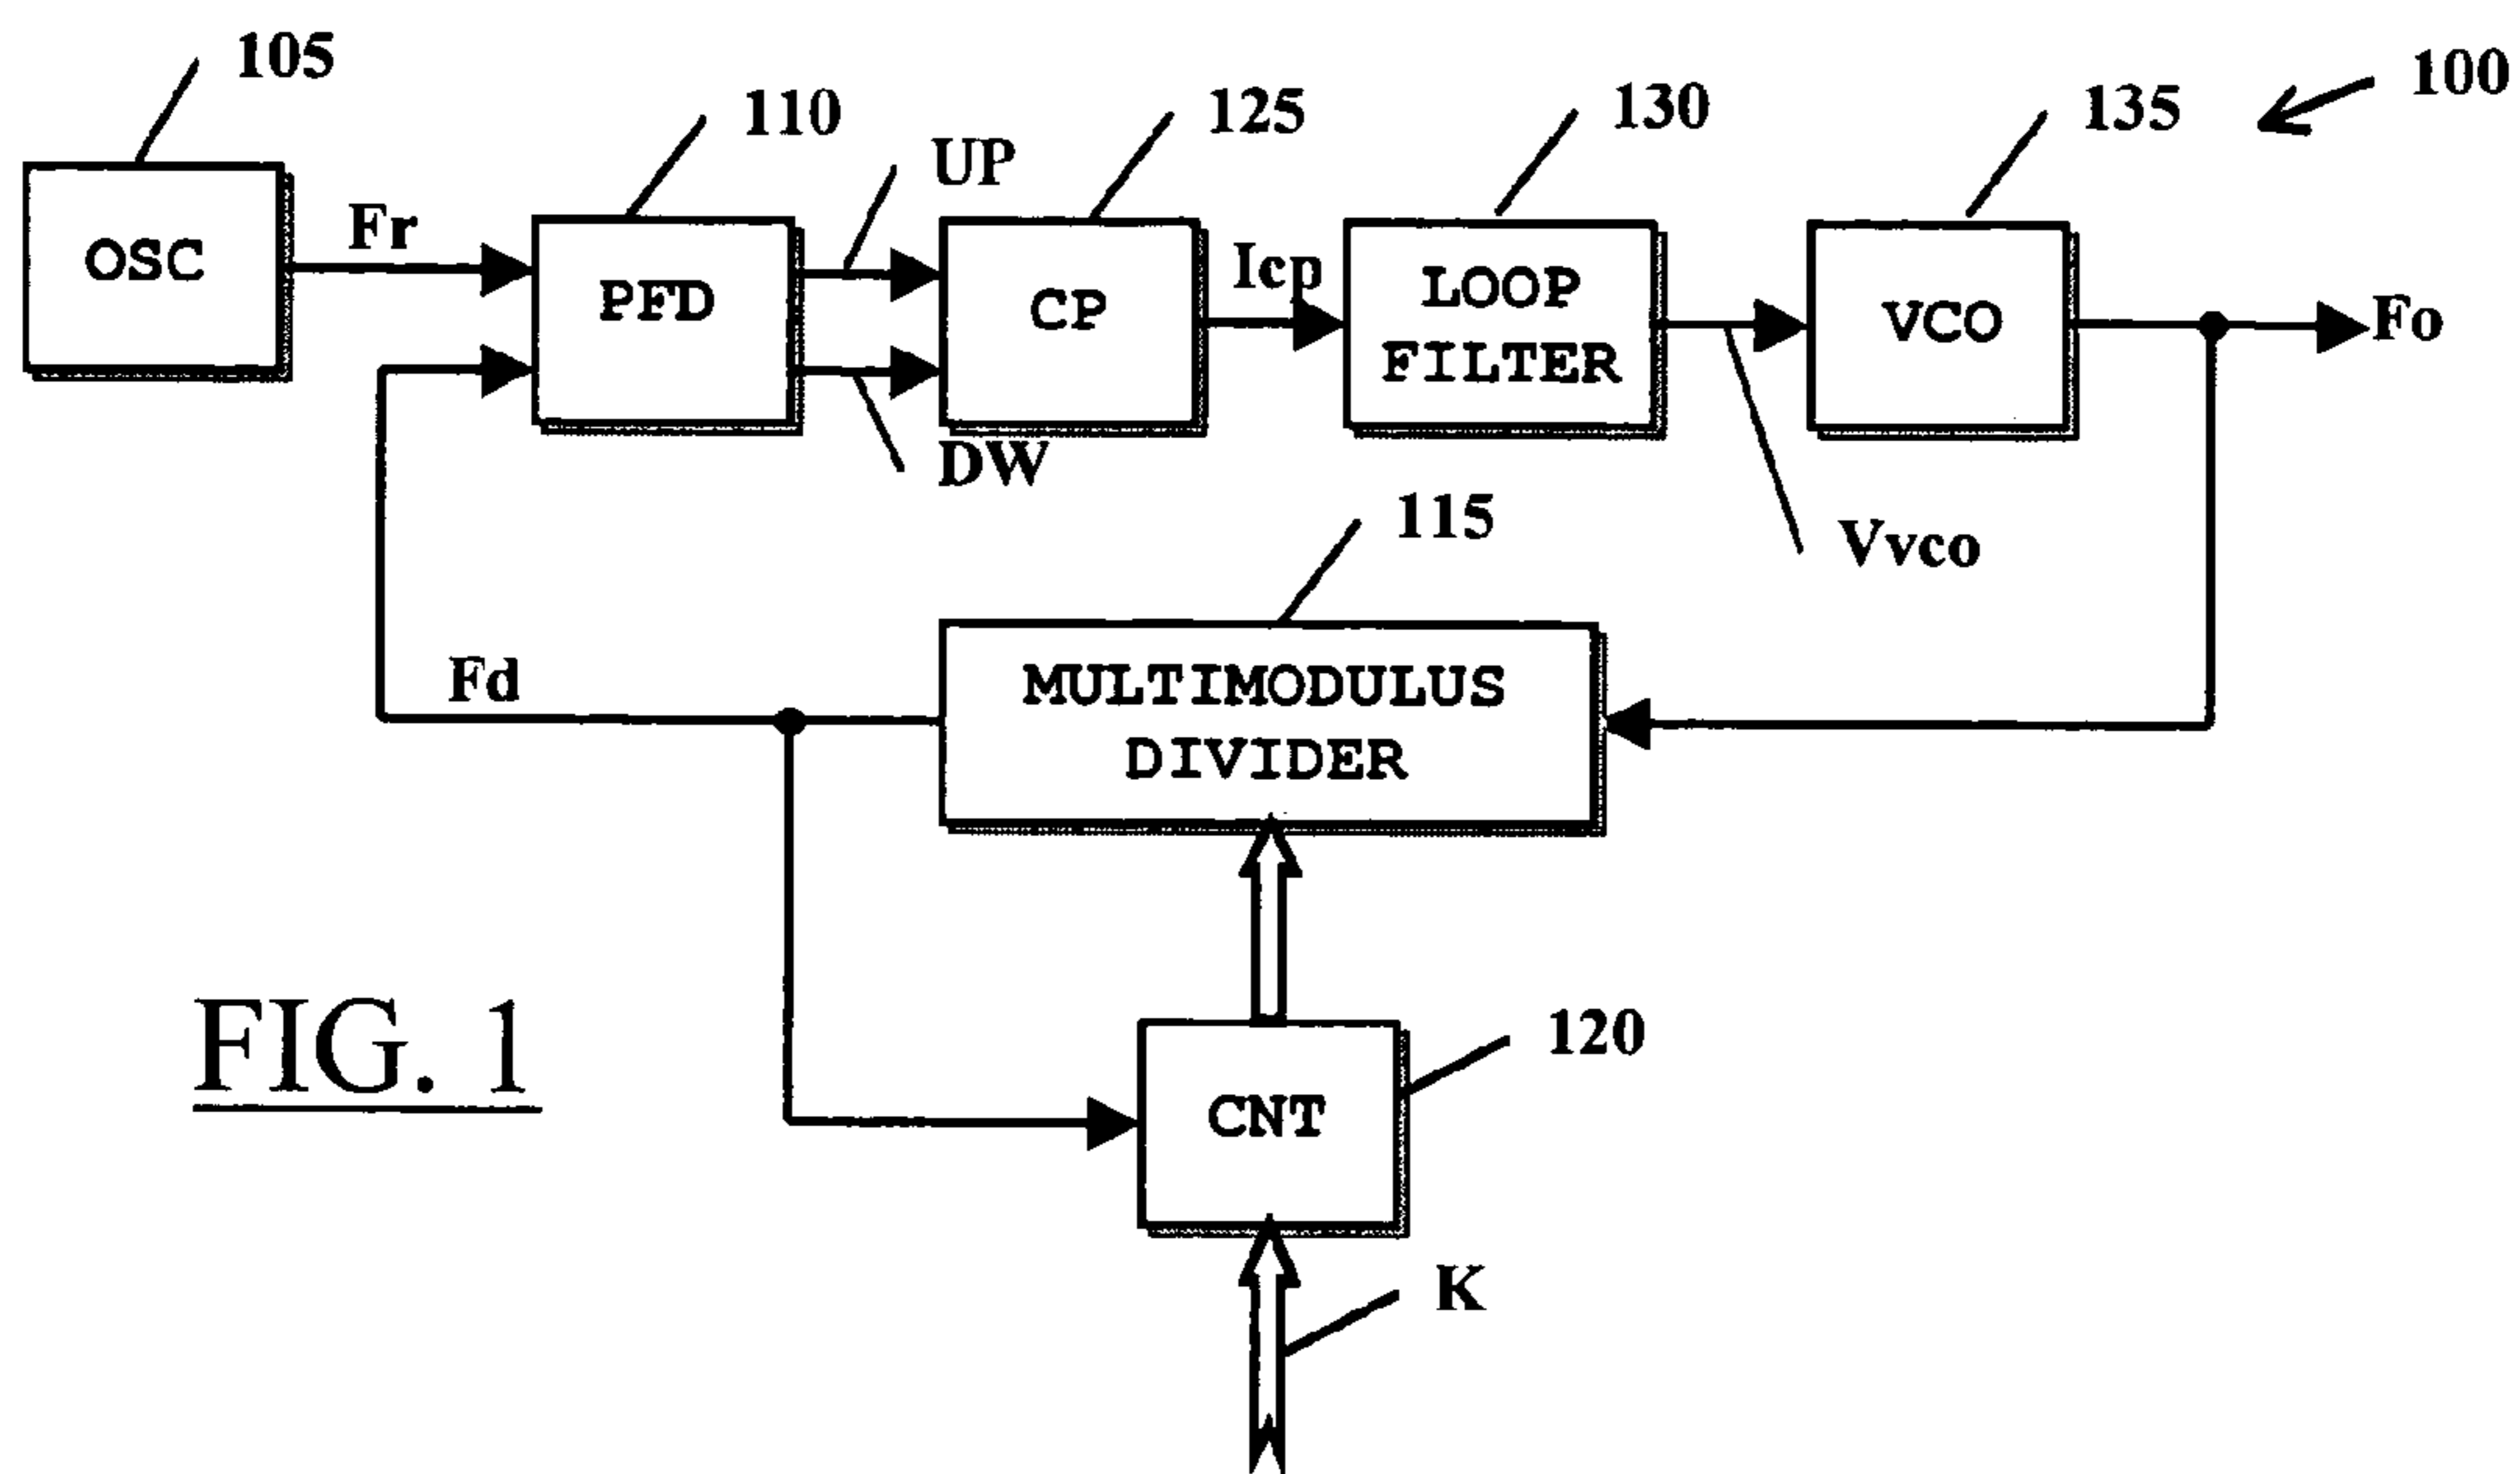 105
110
UP
125
130
135
100
OSC
Fr
PFD
CP
Icp
LOOP
FILTER
VCO
Fo
DW
115
Vvco
Fd
MULTIMODULUS
DIVIDER
FIG. 1
120
CNT
K